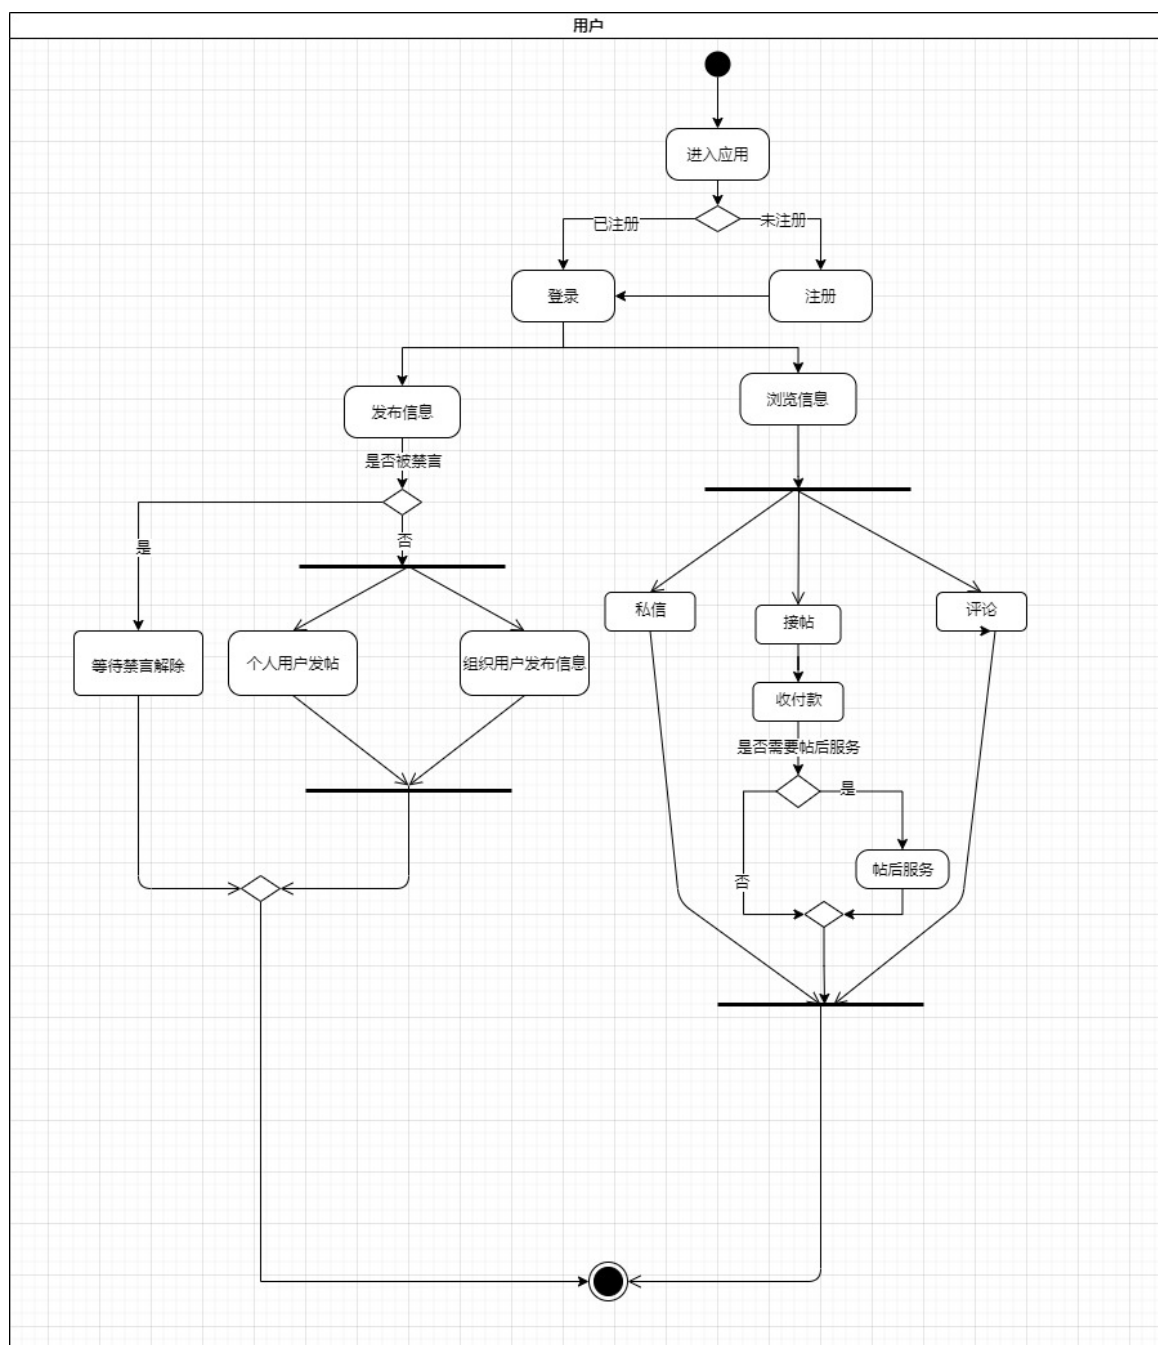 用户
进入应用
已注册
未注册
登录
注册
发布信息
浏览信息
是否被禁言
是
否
私信
接帖
评论
等待禁言解除
个人用户发帖
组织用户发布信息
收付款
是否需要帖后服务
是
否
帖后服务